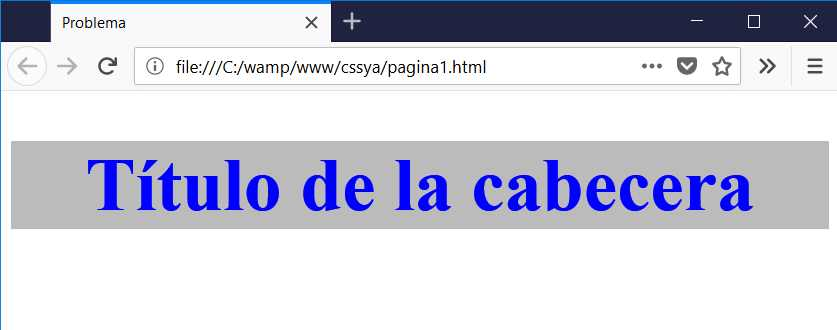 Problema
file:///C:/wamp/www/cssya/pagina1.html
Título de la cabecera